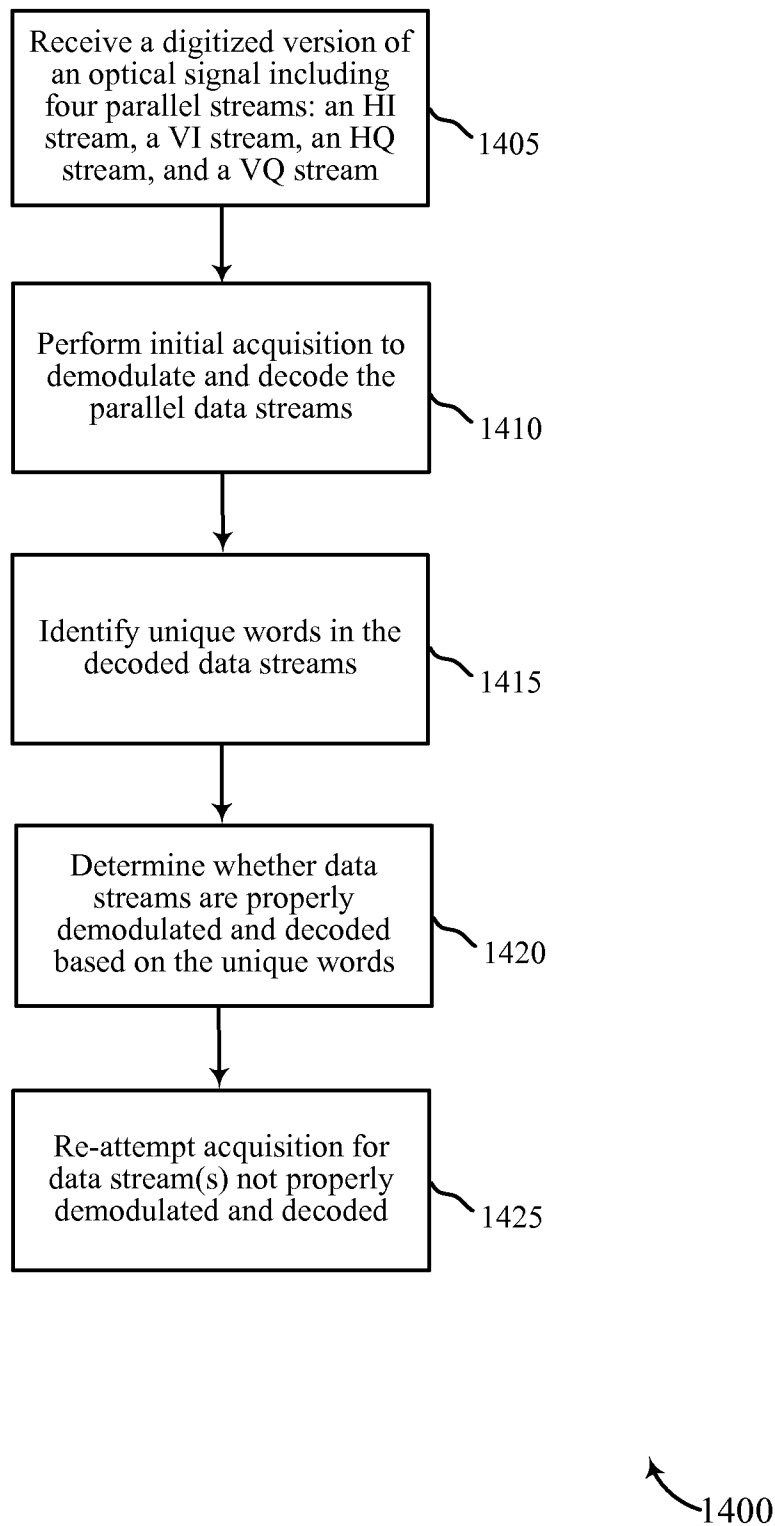 Receive a digitized version of
an optical signal including
four parallel streams: an HI
stream, a VI stream, an HQ
stream, and a VQ stream
1405
Perform initial acquisition to
demodulate and decode the
parallel data streams
1410
Identify unique words in the
decoded data streams
1415
Determine whether data
streams are properly
demodulated and decoded
based on the unique words
1420
Re-attempt acquisition for
data stream(s) not properly
demodulated and decoded
1425
1400